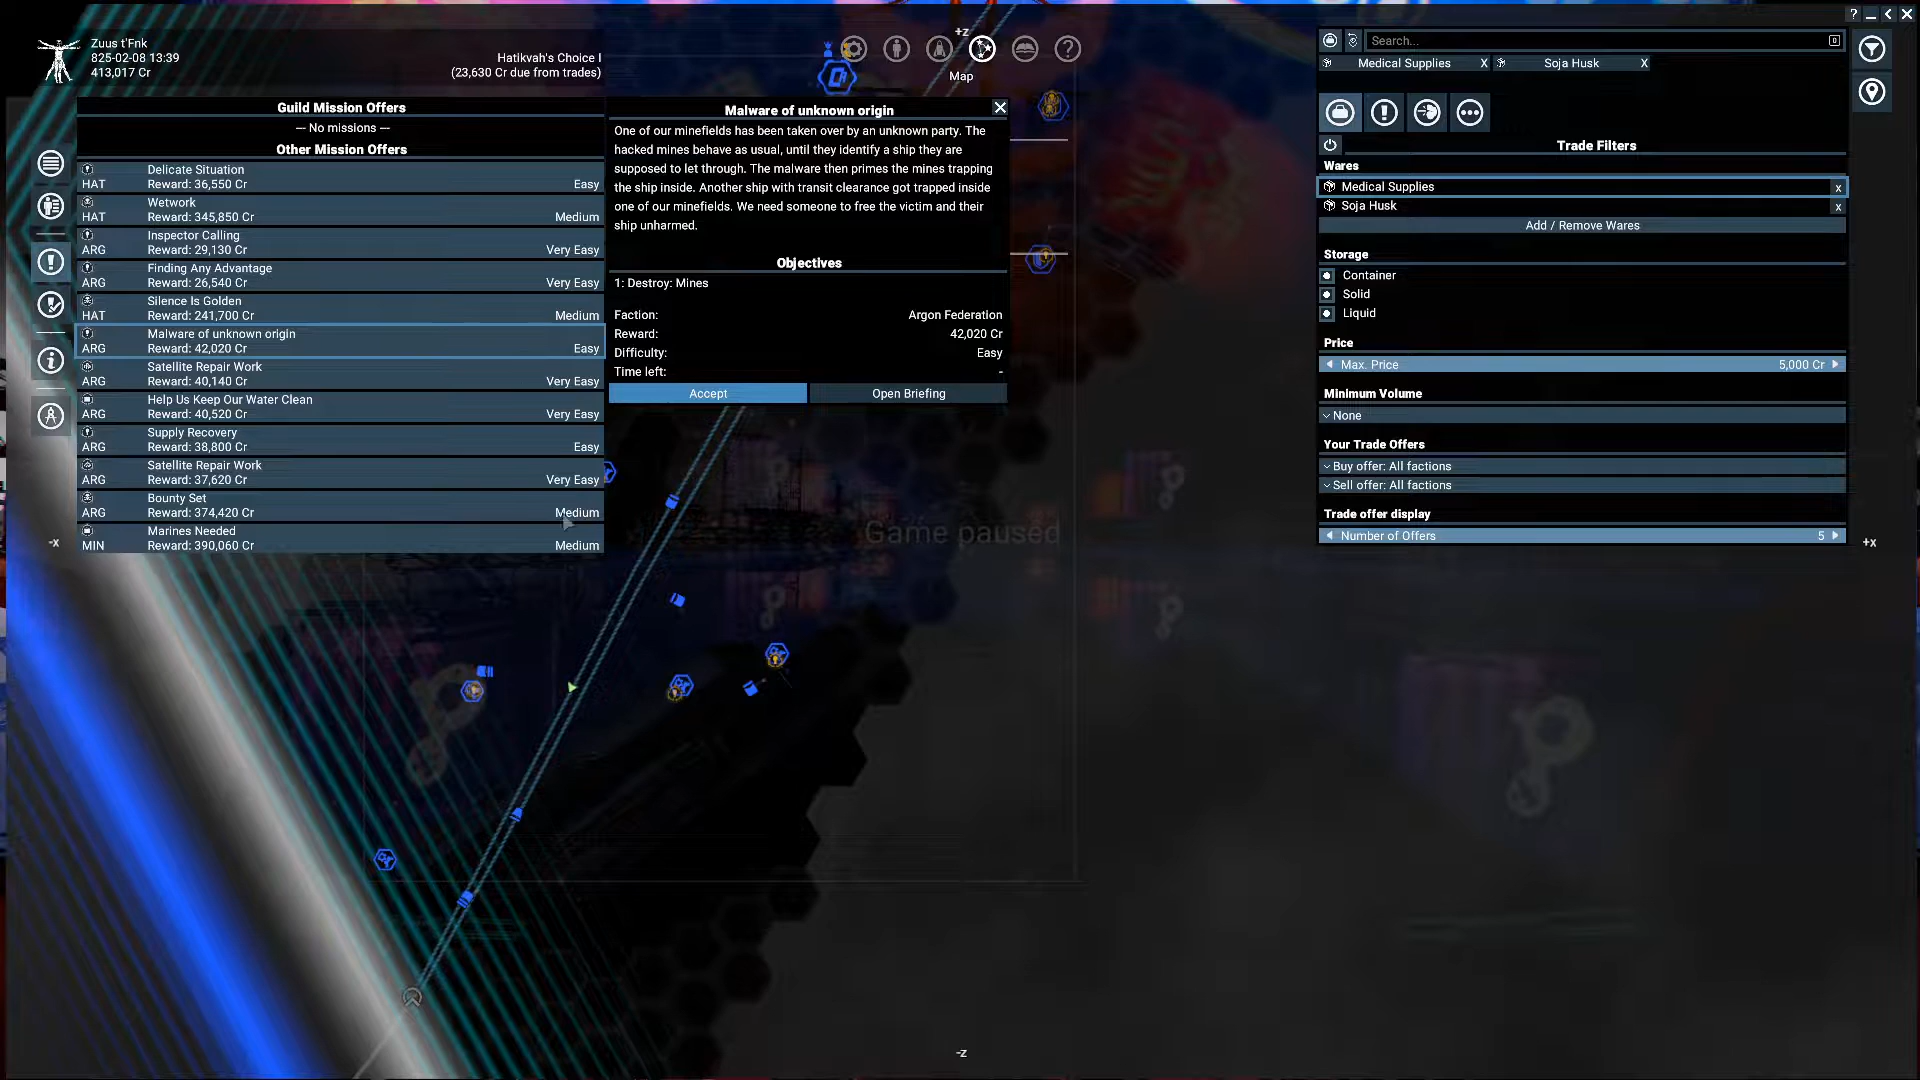 Zuus t'Fnk
825-02-08 13:39
413,017 Cr
Hatikvah's Choice I
(23,630 Cr due from trades)
+z
Map
?
Guild Mission Offers
--- No missions ---
Other Mission Offers
Delicate Situation
HAT Reward: 36,550 Cr Easy
Wetwork
HAT Reward: 345,850 Cr Medium
Inspector Calling
ARG Reward: 29,130 Cr Very Easy
Finding Any Advantage
ARG Reward: 26,540 Cr Very Easy
Silence Is Golden
HAT Reward: 241,700 Cr Medium
Malware of unknown origin
ARG Reward: 42,020 Cr Easy
Satellite Repair Work
ARG Reward: 40,140 Cr Very Easy
Help Us Keep Our Water Clean
ARG Reward: 40,520 Cr Very Easy
Supply Recovery
ARG Reward: 38,800 Cr Easy
Satellite Repair Work
ARG Reward: 37,620 Cr Very Easy
Bounty Set
ARG Reward: 374,420 Cr Medium
Marines Needed
MIN Reward: 390,060 Cr Medium
Malware of unknown origin
One of our minefields has been taken over by an unknown party. The
hacked mines behave as usual, until they identify a ship they are
supposed to let through. The malware then primes the mines trapping
the ship inside. Another ship with transit clearance got trapped inside
one of our minefields. We need someone to free the victim and their
ship unharmed.
Objectives
1: Destroy: Mines
Faction: Argon Federation
Reward: 42,020 Cr
Difficulty: Easy
Time left: -
Accept Open Briefing
Game paused
-x
+x
-z
? _ < X
Search...
Medical Supplies X Soja Husk X
Trade Filters
Wares
Medical Supplies x
Soja Husk x
Add / Remove Wares
Storage
Container
Solid
Liquid
Price
Max. Price 5,000 Cr
Minimum Volume
None
Your Trade Offers
Buy offer: All factions
Sell offer: All factions
Trade offer display
Number of Offers 5